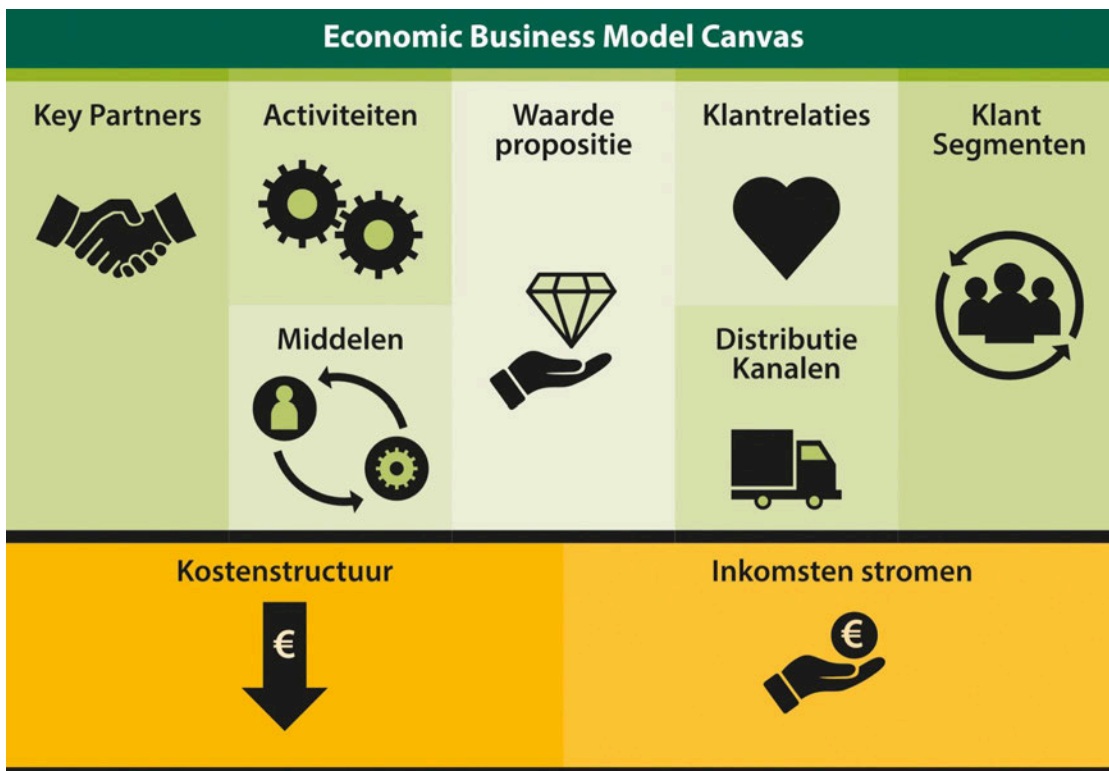 Economic Business Model Canvas
Key Partners
Activiteiten
Middelen
Waarde
propositie
Klantrelaties
Distributie
Kanalen
Klant
Segmenten
Kostenstructuur
€
Inkomsten stromen
€